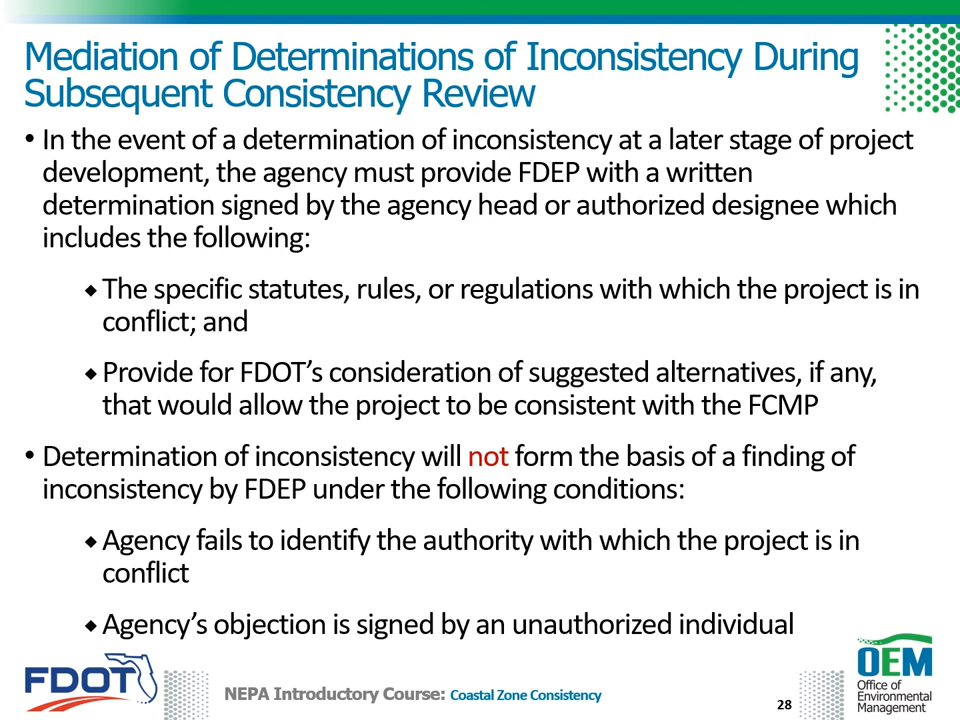 Mediation of Determinations of Inconsistency During
Subsequent Consistency Review
• In the event of a determination of inconsistency at a later stage of project
development, the agency must provide FDEP with a written
determination signed by the agency head or authorized designee which
includes the following:
◆ The specific statutes, rules, or regulations with which the project is in
conflict; and
◆ Provide for FDOT’s consideration of suggested alternatives, if any,
that would allow the project to be consistent with the FCMP
• Determination of inconsistency will not form the basis of a finding of
inconsistency by FDEP under the following conditions:
◆ Agency fails to identify the authority with which the project is in
conflict
◆ Agency’s objection is signed by an unauthorized individual
FDOT
NEPA Introductory Course: Coastal Zone Consistency
28
OEM
Office of
Environmental
Management